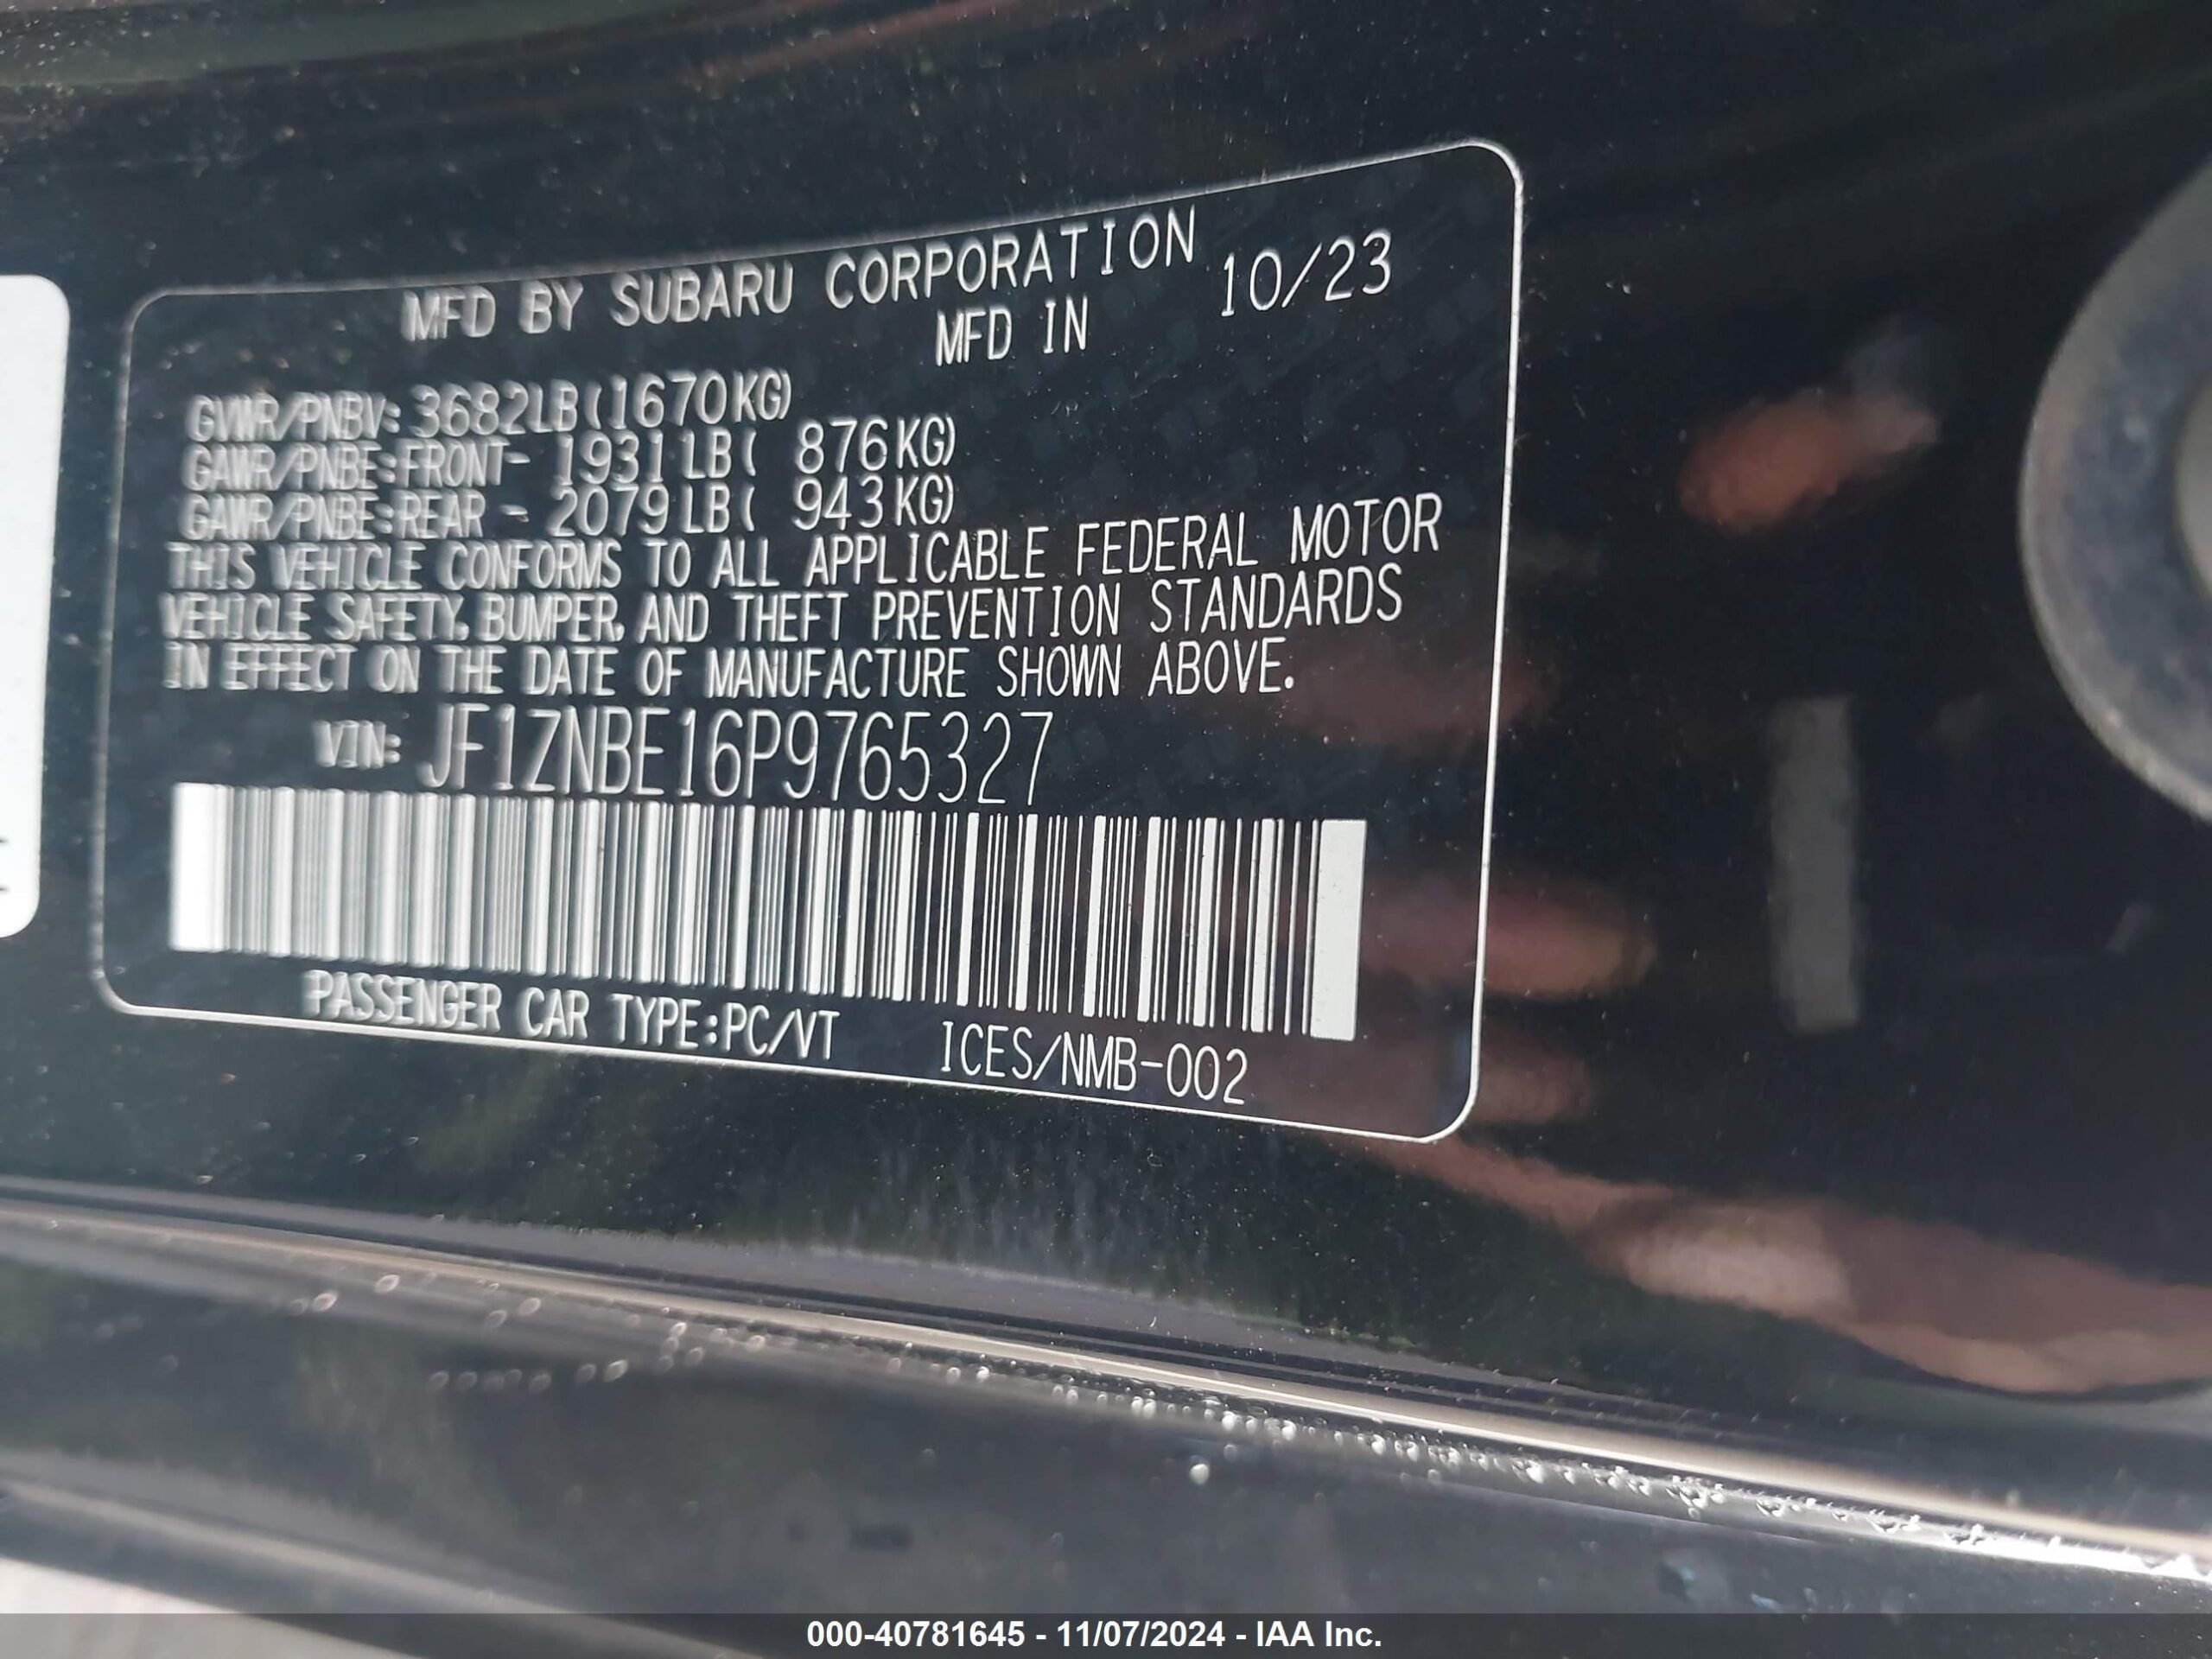 MFD BY SUBARU CORPORATION
MFD IN 10/23
GVWR/PNBV: 3682LB(1670KG)
GAWR/PNBE:FRONT- 1931LB( 876KG)
GAWR/PNBE:REAR - 2079LB( 943KG)
THIS VEHICLE CONFORMS TO ALL APPLICABLE FEDERAL MOTOR
VEHICLE SAFETY, BUMPER, AND THEFT PREVENTION STANDARDS
IN EFFECT ON THE DATE OF MANUFACTURE SHOWN ABOVE.
VIN: JF1ZNBE16P9765327
PASSENGER CAR TYPE:PC/VT ICES/NMB-002
000-40781645 - 11/07/2024 - IAA Inc.